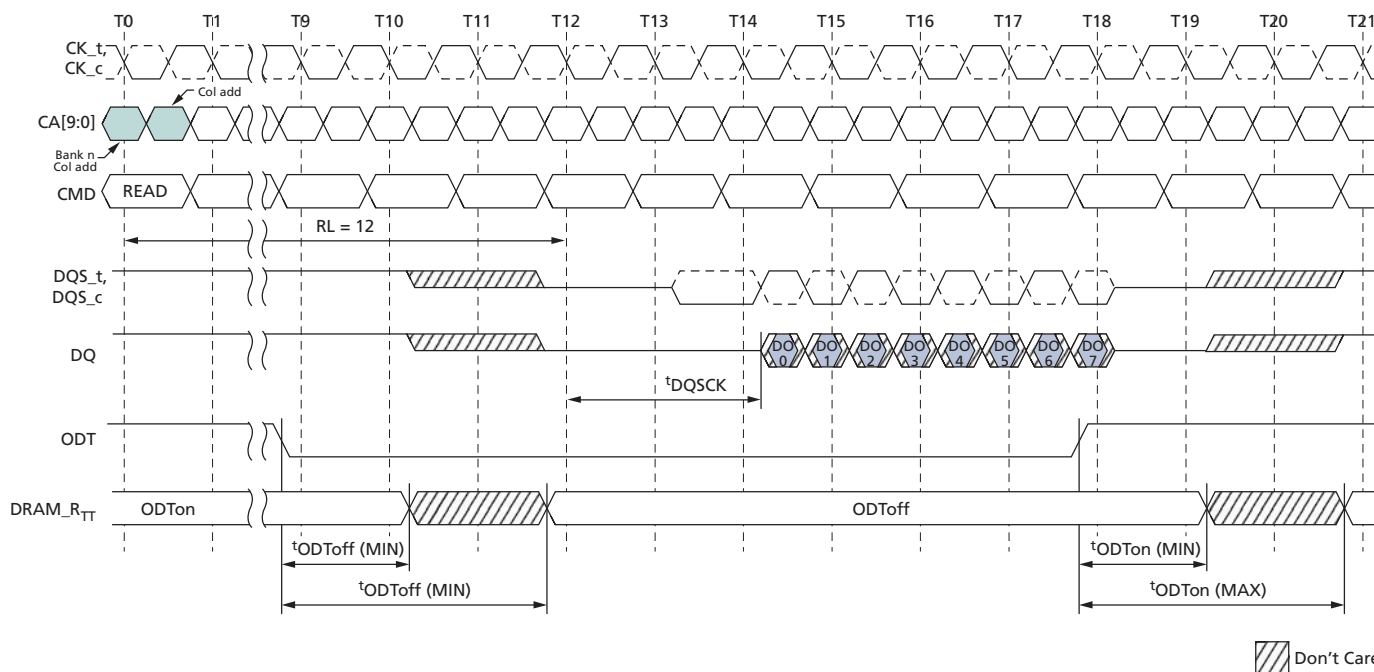 T0 T1 T9 T10 T11 T12 T13 T14 T15 T16 T17 T18 T19 T20 T21
CK_t,
CK_c
Col add
CA[9:0]
Bank n
Col add
CMD READ
RL = 12
DQS_t,
DQS_c
DQ DO 0 DO 1 DO 2 DO 3 DO 4 DO 5 DO 6 DO 7
tDQSCK
ODT
DRAM_RTT ODTon ODToff
tODToff (MIN) tODTon (MIN)
tODToff (MIN) tODTon (MAX)
Don't Care